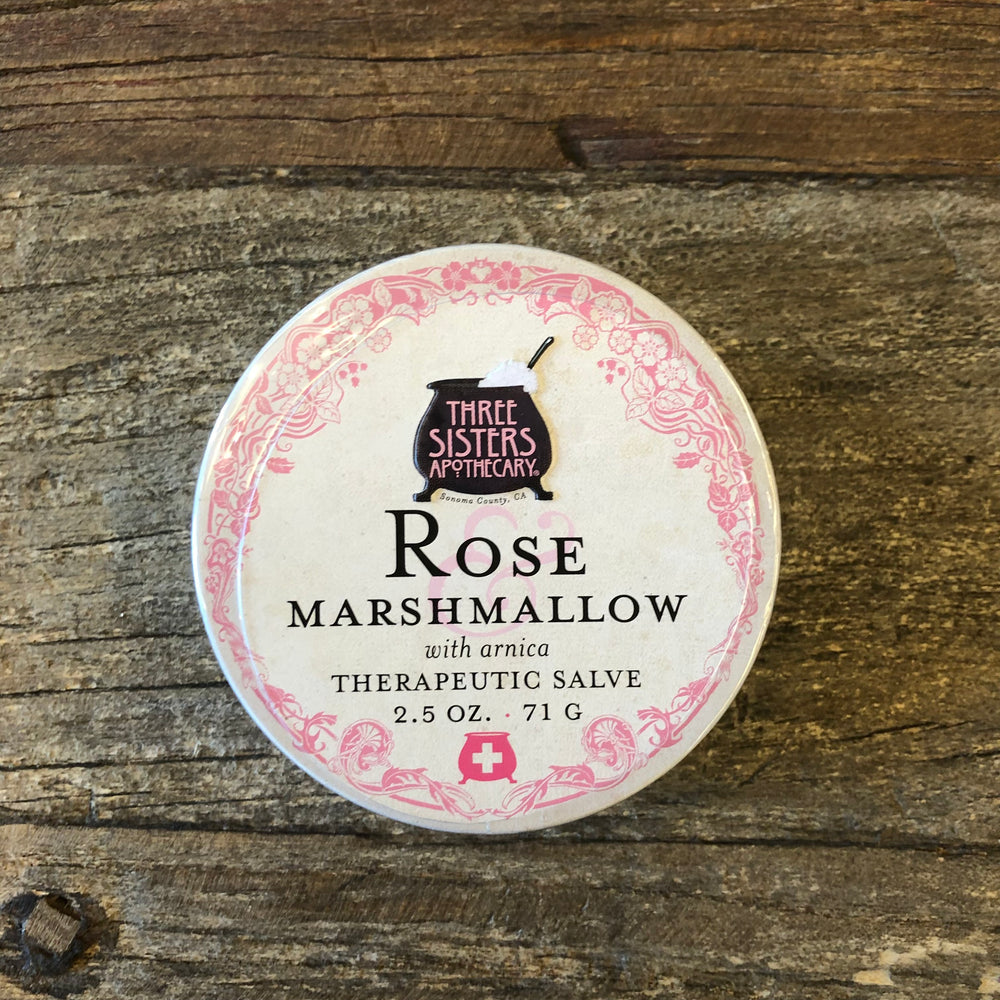 THREE
SISTERS
APOTHECARY®
Sonoma County, CA
&
ROSE
MARSHMALLOW
with arnica
THERAPEUTIC SALVE
2.5 OZ. · 71 G